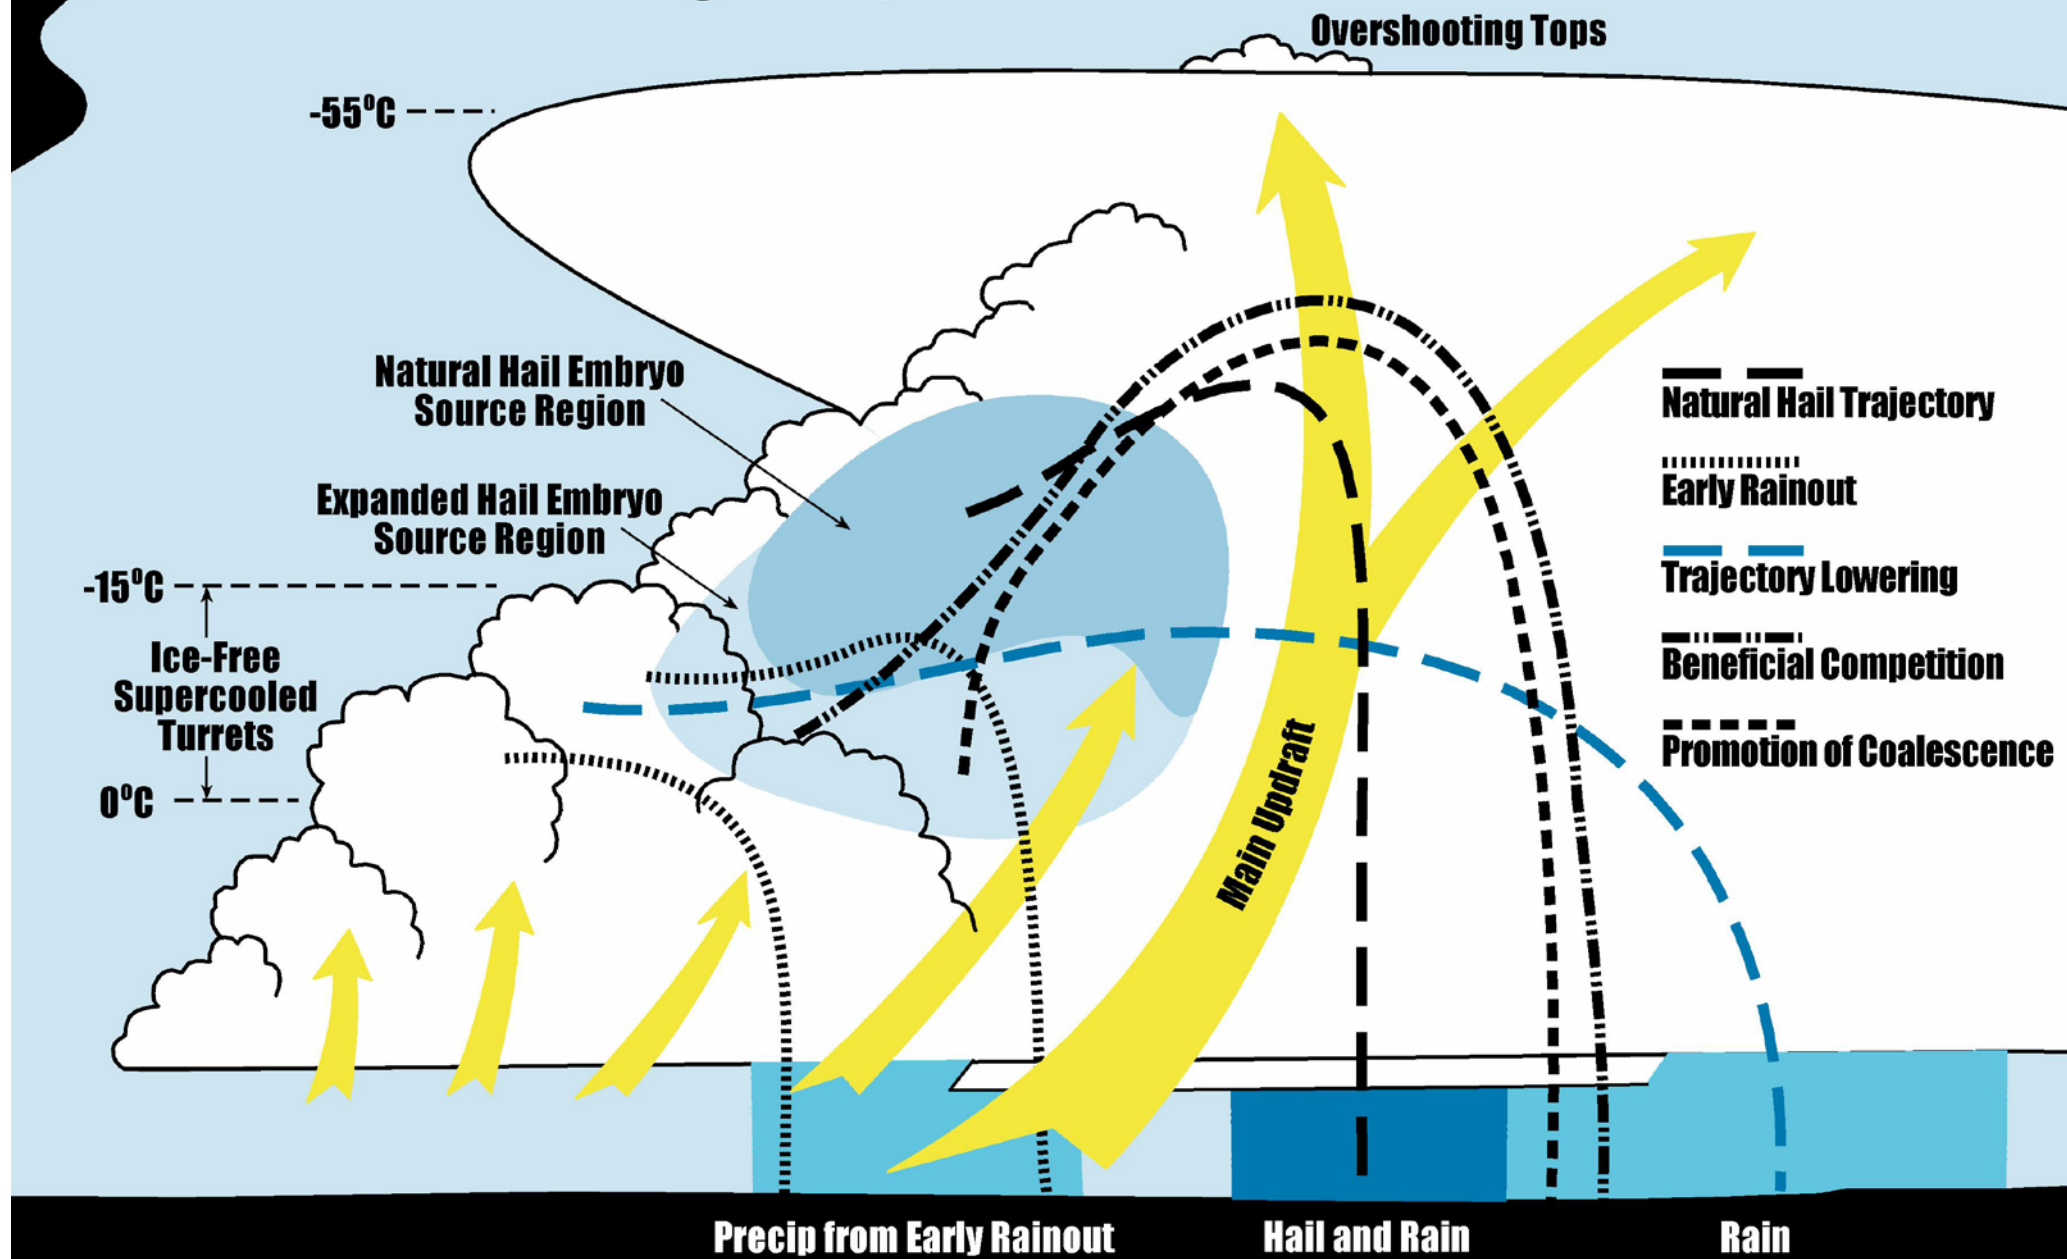 Overshooting Tops
-55°C
Natural Hail Embryo
Source Region
Expanded Hail Embryo
Source Region
-15°C
Ice-Free
Supercooled
Turrets
0°C
Main Updraft
Natural Hail Trajectory
Early Rainout
Trajectory Lowering
Beneficial Competition
Promotion of Coalescence
Precip from Early Rainout
Hail and Rain
Rain